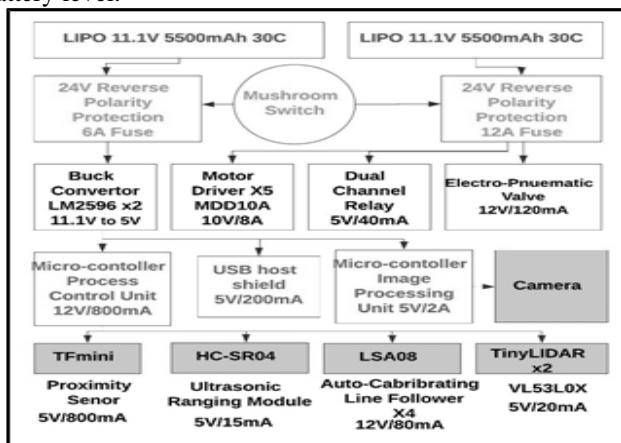 LIPO 11.1V 5500mAh 30C
LIPO 11.1V 5500mAh 30C
24V Reverse
Polarity
Protection
6A Fuse
Mushroom
Switch
24V Reverse
Polarity
Protection
12A Fuse
Buck
Convertor
LM2596 x2
11.1V to 5V
Motor
Driver X5
MDD10A
10V/8A
Dual
Channel
Relay
5V/40mA
Electro-Pnuematic
Valve
12V/120mA
Micro-contoller
Process
Control Unit
12V/800mA
USB host
shield
5V/200mA
Micro-contoller
Image
Processing
Unit 5V/2A
Camera
TFmini
Proximity
Senor
5V/800mA
HC-SR04
Ultrasonic
Ranging Module
5V/15mA
LSA08
Auto-Cabribrating
Line Follower
X4
12V/80mA
TinyLIDAR
x2
VL53L0X
5V/20mA